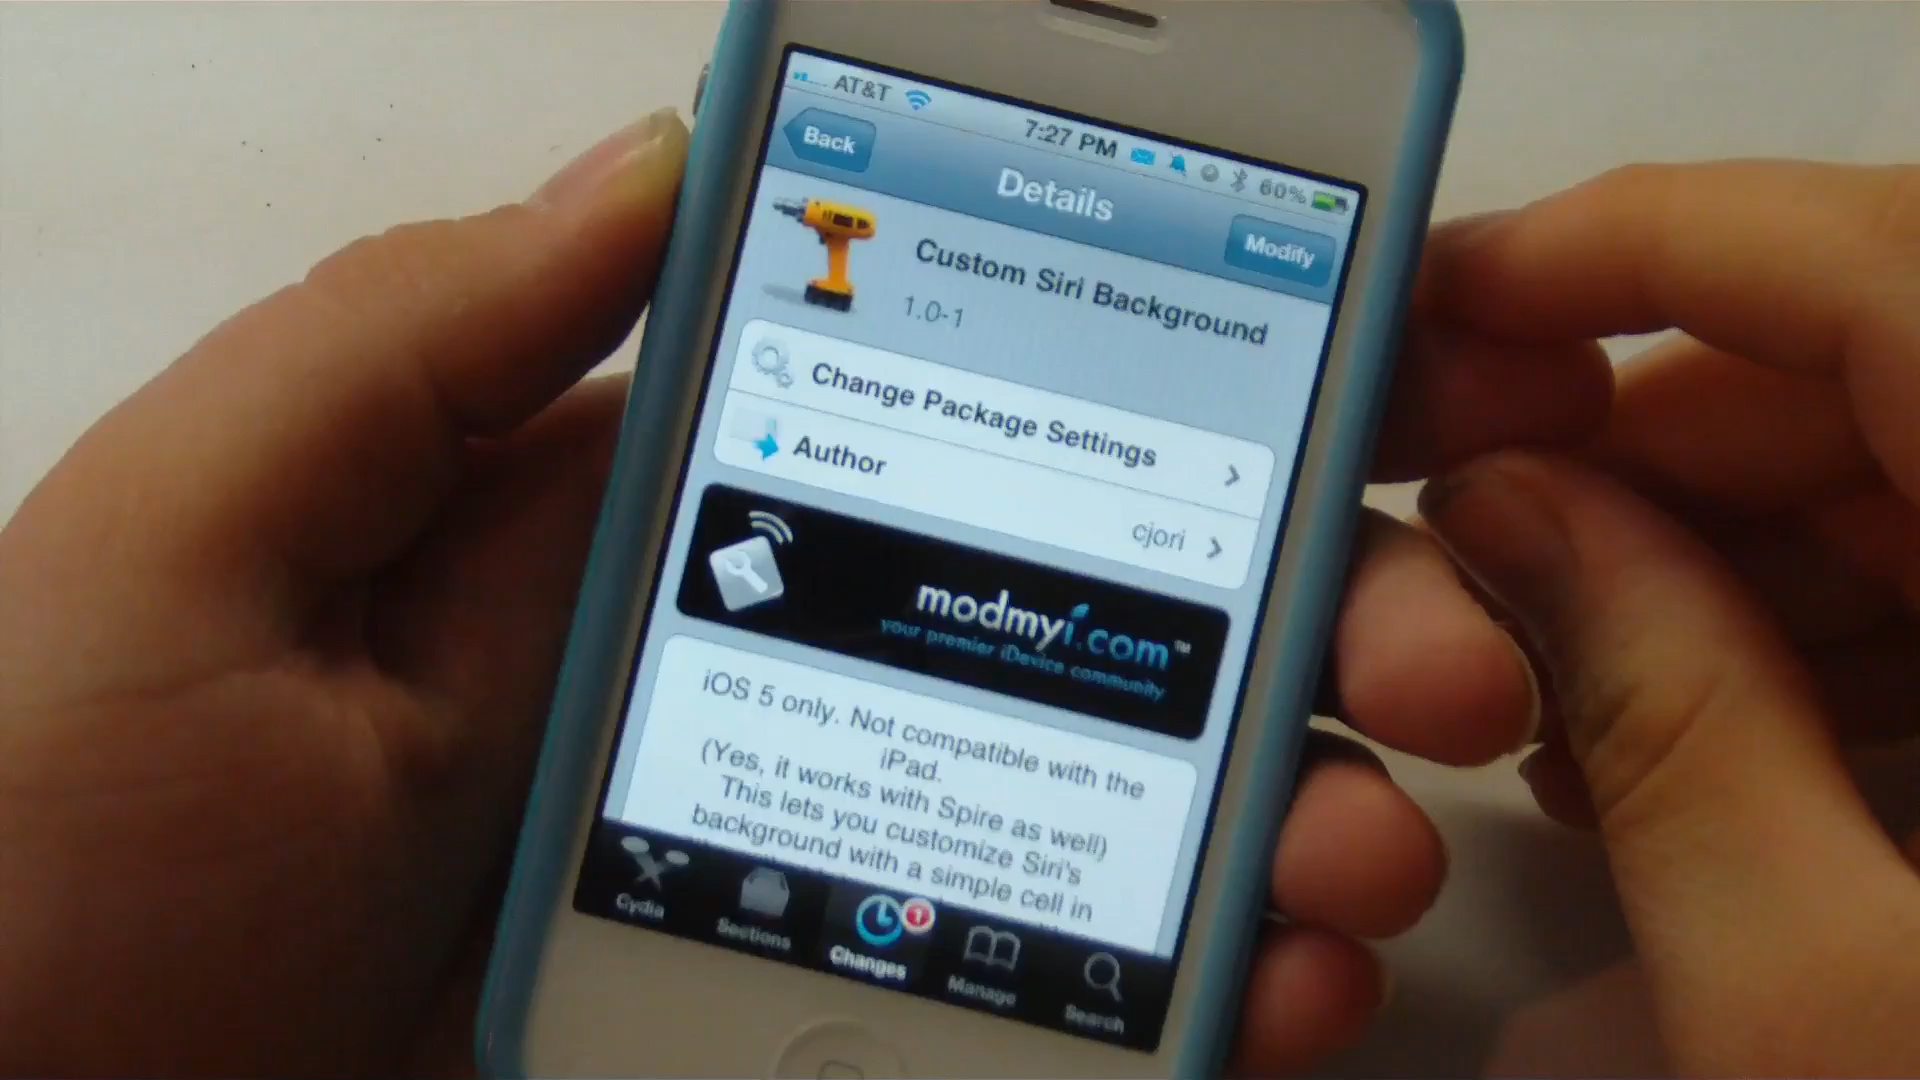 AT&T 7:27 PM 60%
Back
Details
Modify
Custom Siri Background
1.0-1
Change Package Settings
Author
cjori
modmyi.com™
your premier iDevice community
iOS 5 only. Not compatible with the
iPad.
(Yes, it works with Spire as well)
This lets you customize Siri's
background with a simple cell in
Cydia
Sections
Changes
1
Manage
Search